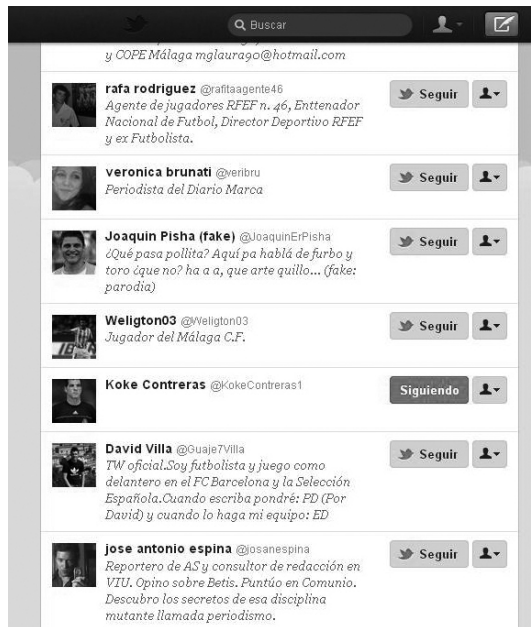 Buscar
y COPE Málaga mglaura90@hotmail.com
rafa rodriguez @rafitaagente46
Agente de jugadores RFEF n. 46, Enttenador
Nacional de Futbol, Director Deportivo RFEF
y ex Futbolista.
Seguir
veronica brunati @veribru
Periodista del Diario Marca
Seguir
Joaquin Pisha (fake) @JoaquinErPisha
¿Qué pasa pollita? Aquí pa hablá de furbo y
toro ¿que no? ha a a, que arte quillo... (fake:
parodia)
Seguir
Weligton03 @Weligton03
Jugador del Málaga C.F.
Seguir
Koke Contreras @KokeContreras1
Siguiendo
David Villa @Guaje7Villa
TW oficial.Soy futbolista y juego como
delantero en el FC Barcelona y la Selección
Española.Cuando escriba pondré: PD (Por
David) y cuando lo haga mi equipo: ED
Seguir
jose antonio espina @josanespina
Reportero de AS y consultor de redacción en
VIU. Opino sobre Betis. Puntúo en Comunio.
Descubro los secretos de esa disciplina
mutante llamada periodismo.
Seguir